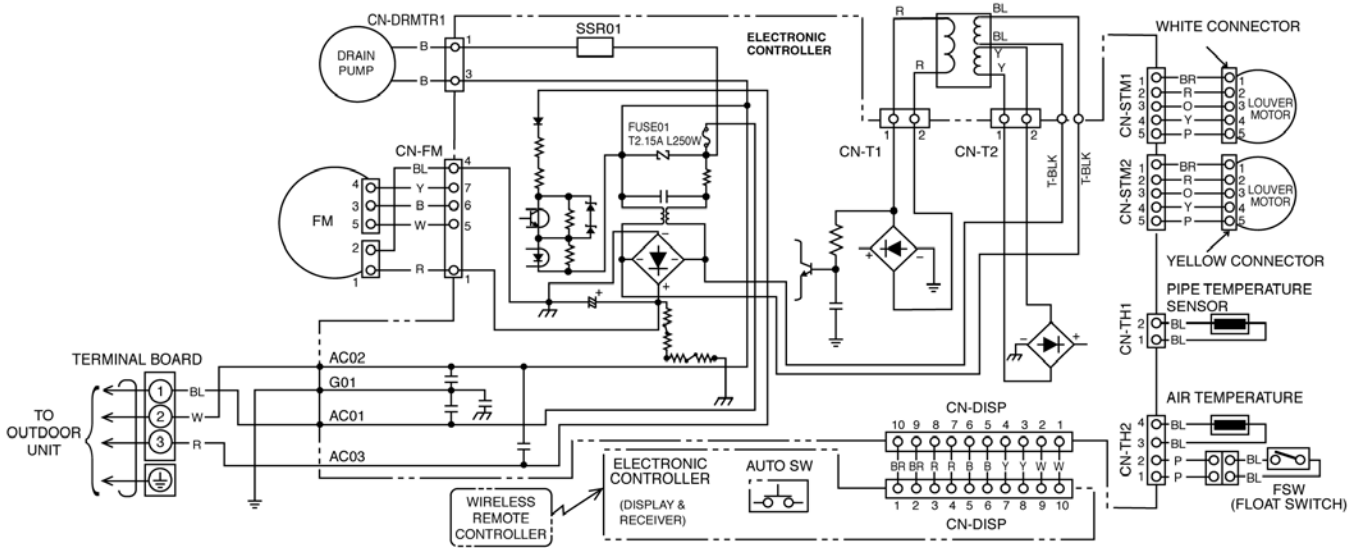 CN-DRMTR1
DRAIN
PUMP
B
B
1
3
SSR01
ELECTRONIC
CONTROLLER
R
R
BL
BL
Y
Y
CN-T1
1
2
CN-T2
1
2
T-BLK
T-BLK
FUSE01
T2.15A L250W
CN-FM
FM
4
3
5
2
1
BL
Y
B
W
R
4
7
6
5
1
WHITE CONNECTOR
CN-STM1
1
2
3
4
5
BR
R
O
Y
P
1
2
3
4
5
LOUVER
MOTOR
CN-STM2
1
2
3
4
5
BR
R
O
Y
P
1
2
3
4
5
LOUVER
MOTOR
YELLOW CONNECTOR
PIPE TEMPERATURE
SENSOR
CN-TH1
2
1
BL
BL
AIR TEMPERATURE
CN-TH2
4
3
2
1
BL
BL
P
P
BL
BL
FSW
(FLOAT SWITCH)
TERMINAL BOARD
1
2
3
BL
W
R
TO
OUTDOOR
UNIT
AC02
G01
AC01
AC03
CN-DISP
10 9 8 7 6 5 4 3 2 1
BR BR R R B B Y Y W W
1 2 3 4 5 6 7 8 9 10
CN-DISP
ELECTRONIC
CONTROLLER
(DISPLAY &
RECEIVER)
AUTO SW
WIRELESS
REMOTE
CONTROLLER